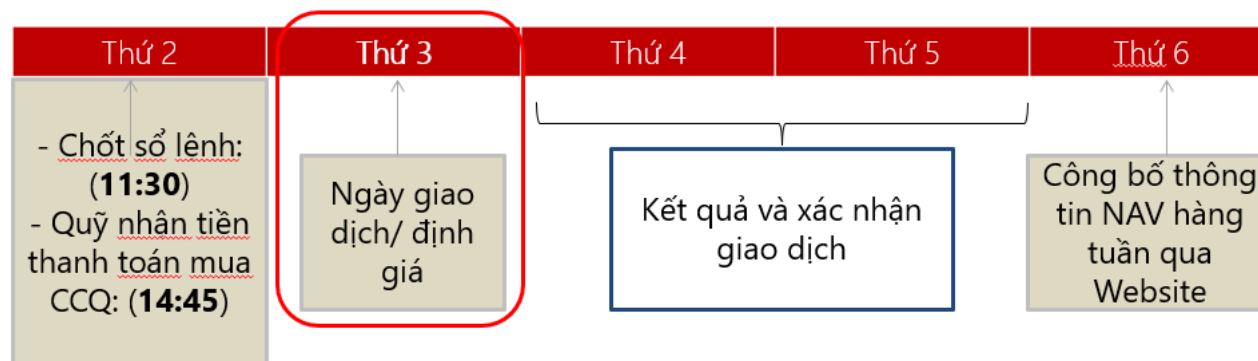 Thứ 2
Thứ 3
Thứ 4
Thứ 5
Thứ 6
- Chốt sổ lệnh:
(11:30)
- Quỹ nhận tiền
thanh toán mua
CCQ: (14:45)
Ngày giao
dịch/ định
giá
Kết quả và xác nhận
giao dịch
Công bố thông
tin NAV hàng
tuần qua
Website